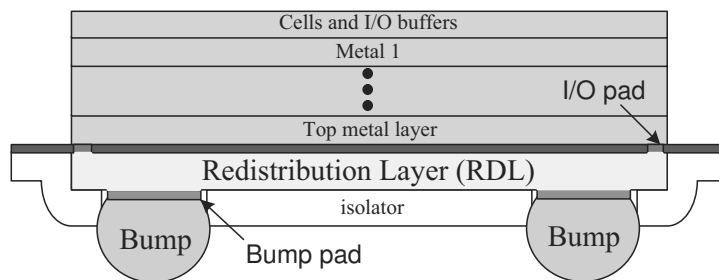 Cells and I/O buffers
Metal 1
I/O pad
Top metal layer
Redistribution Layer (RDL)
isolator
Bump
Bump pad
Bump